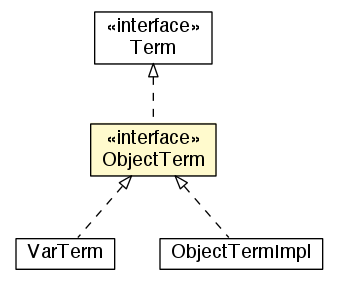 «interface»
Term
«interface»
ObjectTerm
VarTerm
ObjectTermImpl